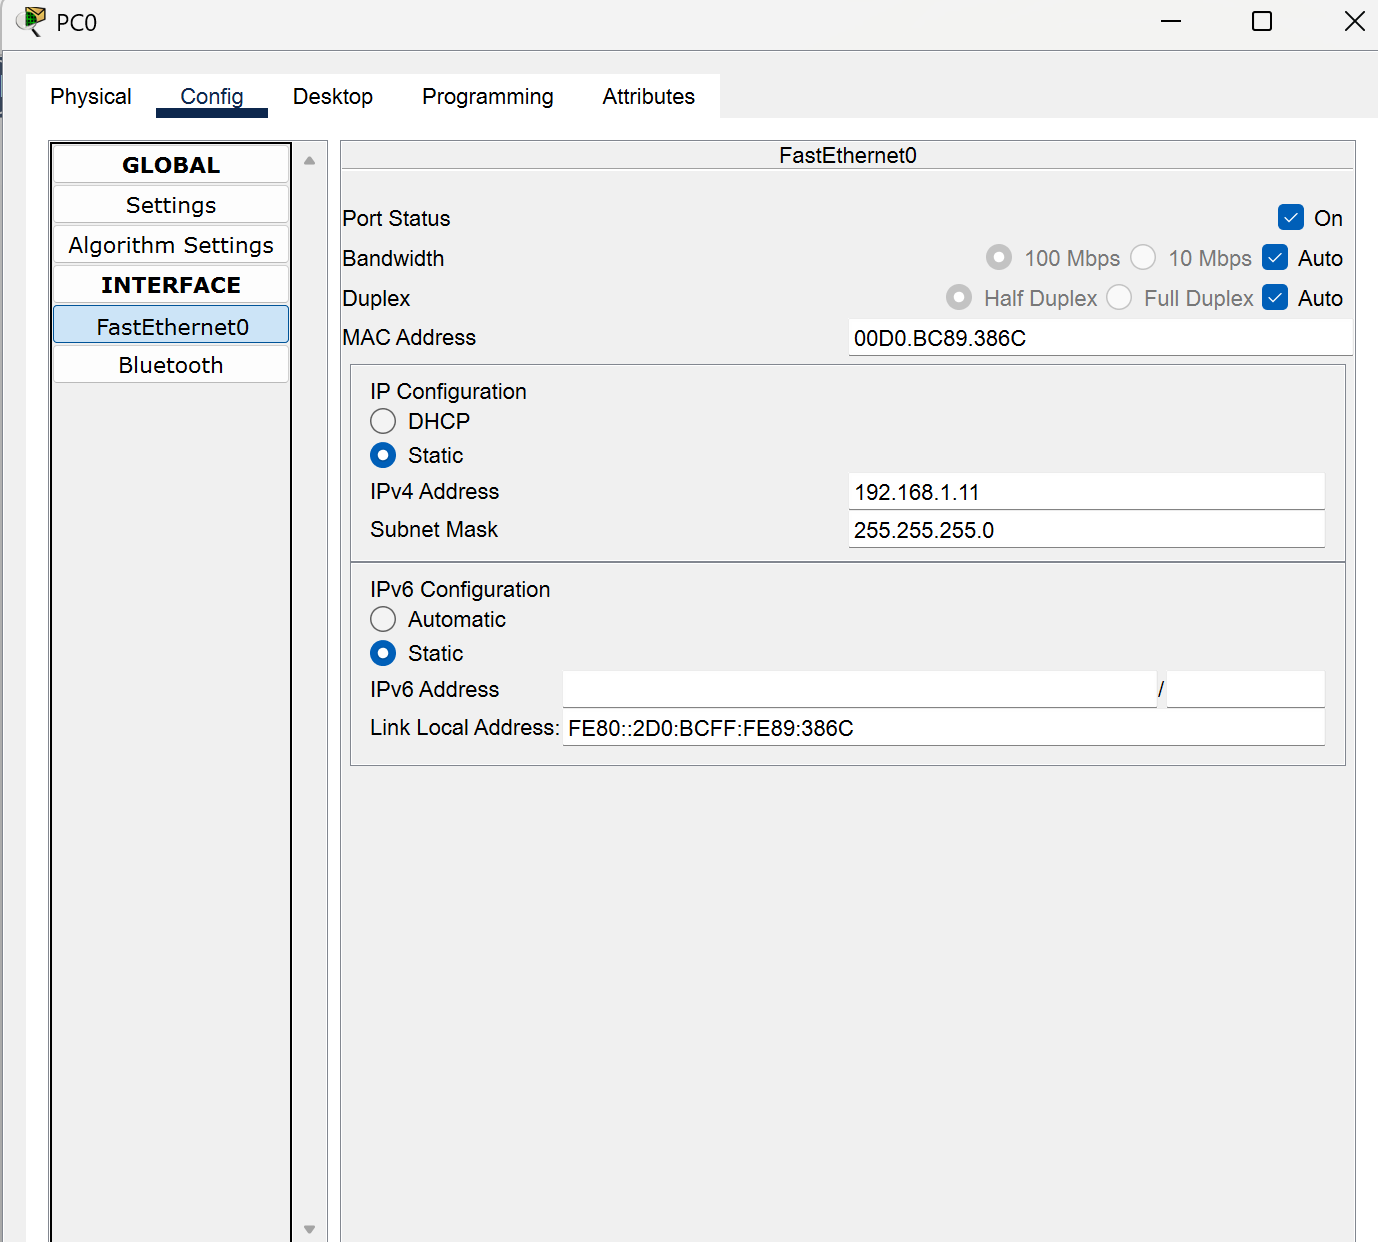 PC0
Physical Config Desktop Programming Attributes
GLOBAL
Settings
Algorithm Settings
INTERFACE
FastEthernet0
Bluetooth
FastEthernet0
Port Status On
Bandwidth 100 Mbps 10 Mbps Auto
Duplex Half Duplex Full Duplex Auto
MAC Address 00D0.BC89.386C
IP Configuration
DHCP
Static
IPv4 Address 192.168.1.11
Subnet Mask 255.255.255.0
IPv6 Configuration
Automatic
Static
IPv6 Address /
Link Local Address: FE80::2D0:BCFF:FE89:386C